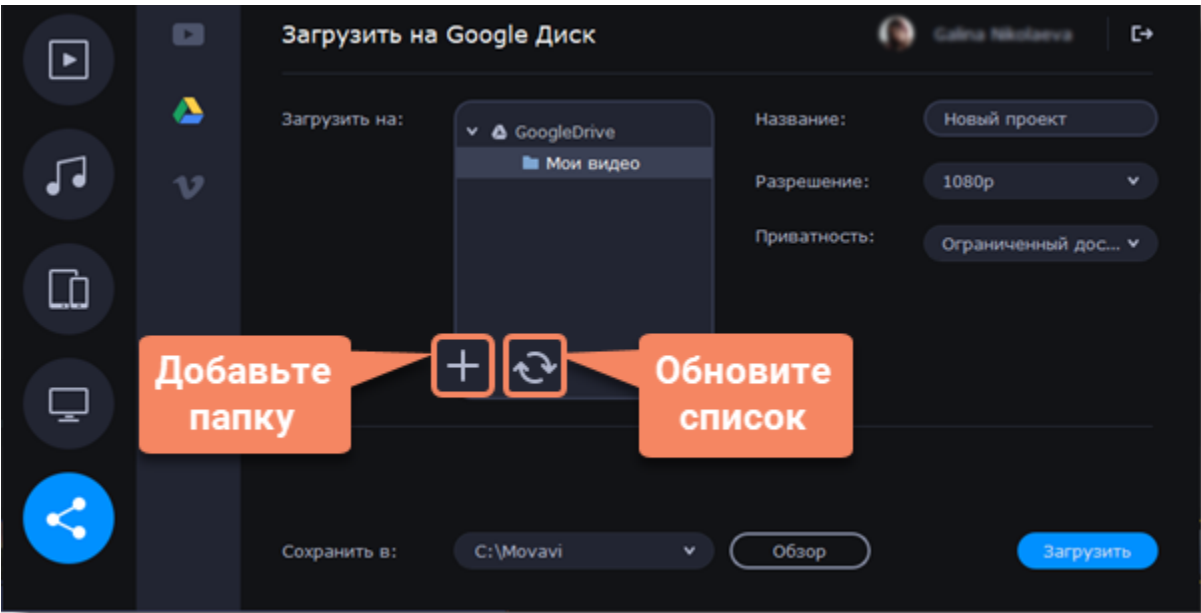 Загрузить на Google Диск
Загрузить на:
GoogleDrive
Мои видео
Название:
Новый проект
Разрешение:
1080p
Приватность:
Ограниченный дос...
Добавьте
папку
Обновите
список
Сохранить в:
C:\Movavi
Обзор
Загрузить